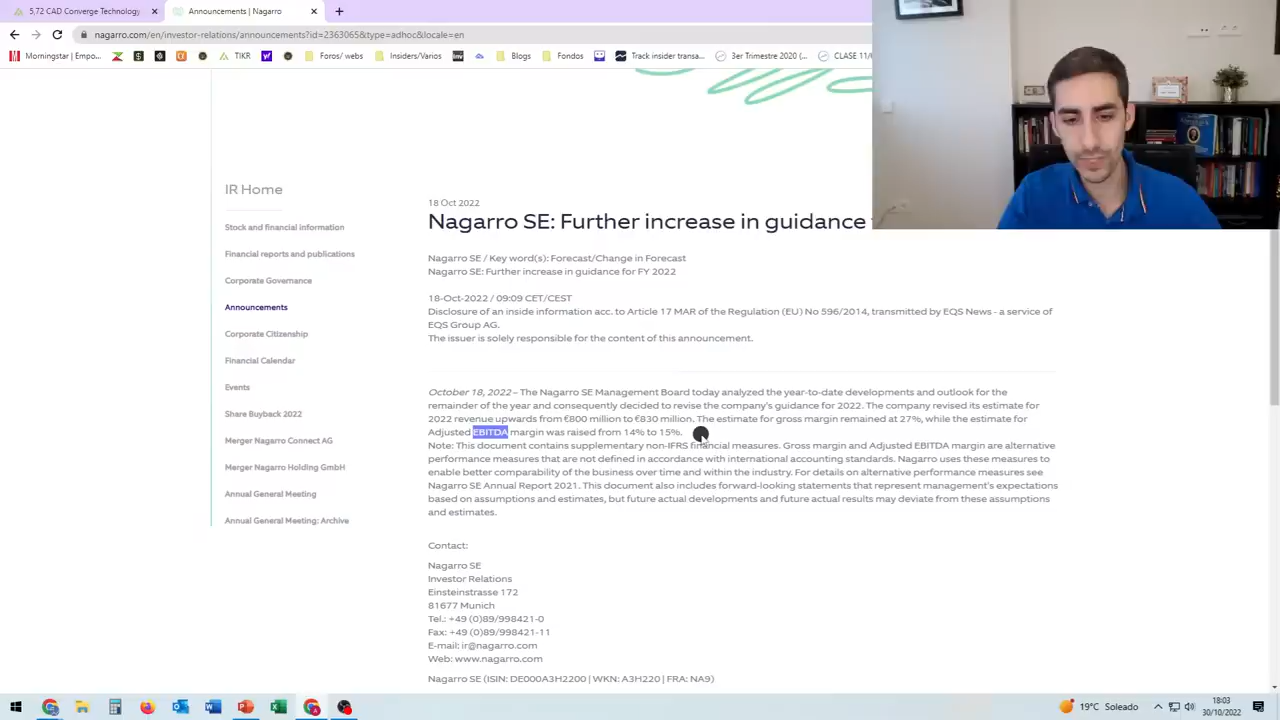 5,72 CAD Converge Technology
Announcements | Nagarro
nagarro.com/en/investor-relations/announcements?id=2363065&type=adhoc&locale=en
Morningstar | Empo...
TIKR
Foros/ webs
Insiders/Varios
Blogs
Fondos
Track insider transa...
3er Trimestre 2020 (...
CLASE 11/
IR Home
Stock and financial information
Financial reports and publications
Corporate Governance
Announcements
Corporate Citizenship
Financial Calendar
Events
Share Buyback 2022
Merger Nagarro Connect AG
Merger Nagarro Holding GmbH
Annual General Meeting
Annual General Meeting: Archive
18 Oct 2022
Nagarro SE: Further increase in guidance
Nagarro SE / Key word(s): Forecast/Change in Forecast
Nagarro SE: Further increase in guidance for FY 2022
18-Oct-2022 / 09:09 CET/CEST
Disclosure of an inside information acc. to Article 17 MAR of the Regulation (EU) No 596/2014, transmitted by EQS News - a service of
EQS Group AG.
The issuer is solely responsible for the content of this announcement.
October 18, 2022 – The Nagarro SE Management Board today analyzed the year-to-date developments and outlook for the
remainder of the year and consequently decided to revise the company's guidance for 2022. The company revised its estimate for
2022 revenue upwards from €800 million to €830 million. The estimate for gross margin remained at 27%, while the estimate for
Adjusted EBITDA margin was raised from 14% to 15%.
Note: This document contains supplementary non-IFRS financial measures. Gross margin and Adjusted EBITDA margin are alternative
performance measures that are not defined in accordance with international accounting standards. Nagarro uses these measures to
enable better comparability of the business over time and within the industry. For details on alternative performance measures see
Nagarro SE Annual Report 2021. This document also includes forward-looking statements that represent management's expectations
based on assumptions and estimates, but future actual developments and future actual results may deviate from these assumptions
and estimates.
Contact:
Nagarro SE
Investor Relations
Einsteinstrasse 172
81677 Munich
Tel.: +49 (0)89/998421-0
Fax: +49 (0)89/998421-11
E-mail: ir@nagarro.com
Web: www.nagarro.com
Nagarro SE (ISIN: DE000A3H2200 | WKN: A3H220 | FRA: NA9)
19°C Soleado
18:03
30/10/2022